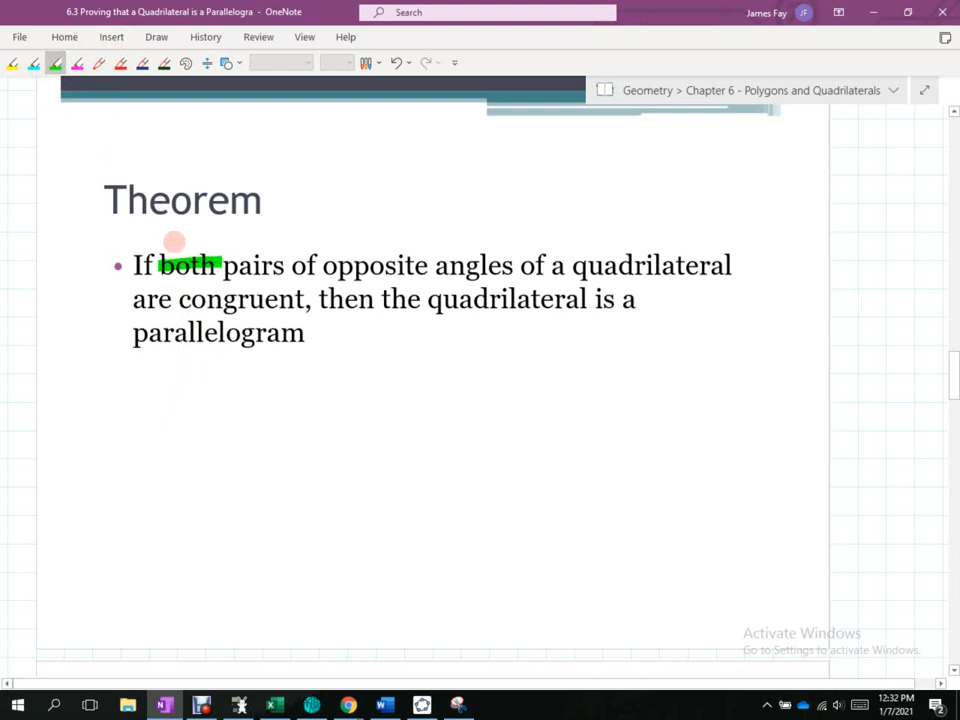 6.3 Proving that a Quadrilateral is a Parallelogra - OneNote
Search
James Fay
JF
File Home Insert Draw History Review View Help
Geometry > Chapter 6 - Polygons and Quadrilaterals
Theorem
• If both pairs of opposite angles of a quadrilateral
are congruent, then the quadrilateral is a
parallelogram
Activate Windows
Go to Settings to activate Windows.
12:32 PM
1/7/2021
2